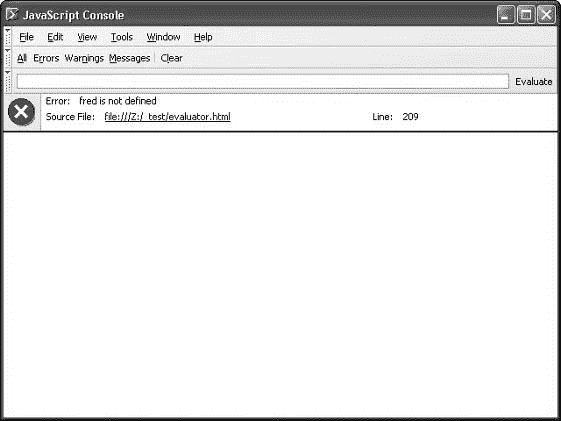 JavaScript Console
File Edit View Tools Window Help
All Errors Warnings Messages Clear
Evaluate
Error: fred is not defined
Source File: file:///Z:/_test/evaluator.html Line: 209